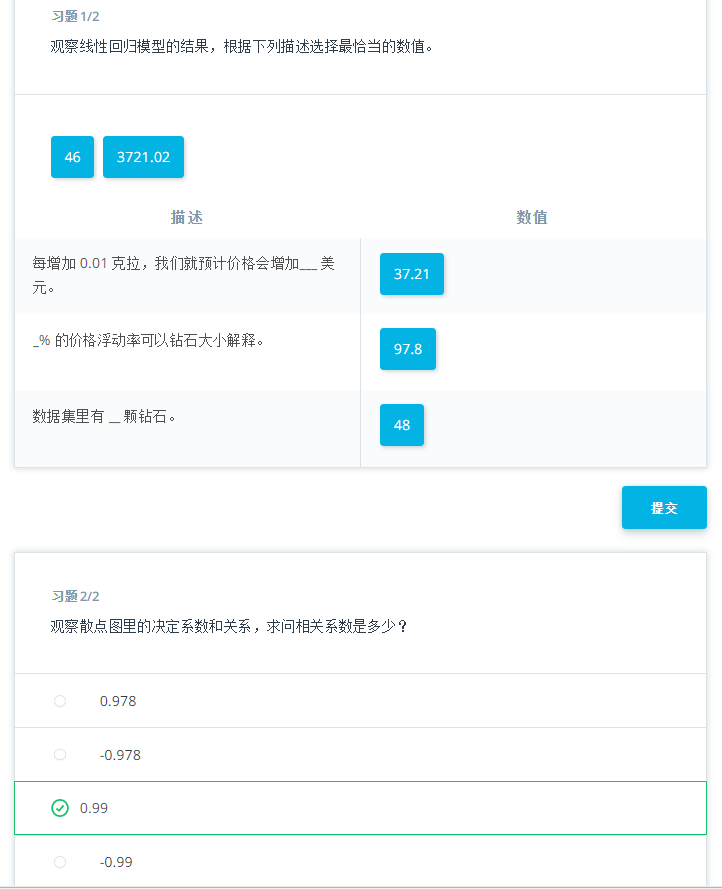 习题 1/2
观察线性回归模型的结果，根据下列描述选择最恰当的数值。
46 3721.02
描述 数值
每增加 0.01 克拉，我们就预计价格会增加___ 美
元。
37.21
_% 的价格浮动率可以钻石大小解释。
97.8
数据集里有 __ 颗钻石。
48
提交
习题 2/2
观察散点图里的决定系数和关系，求问相关系数是多少？
0.978
-0.978
0.99
-0.99